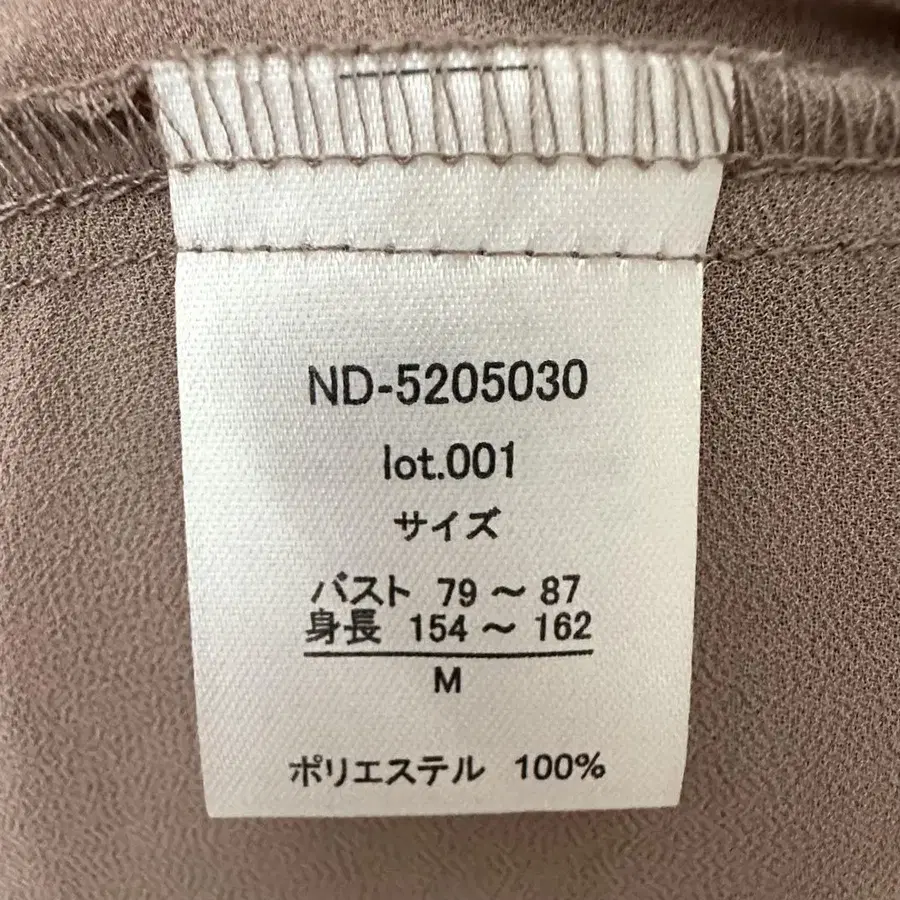 ND-5205030
lot.001
サイズ
バスト 79 ～ 87
身長 154 ～ 162
M
ポリエステル 100%